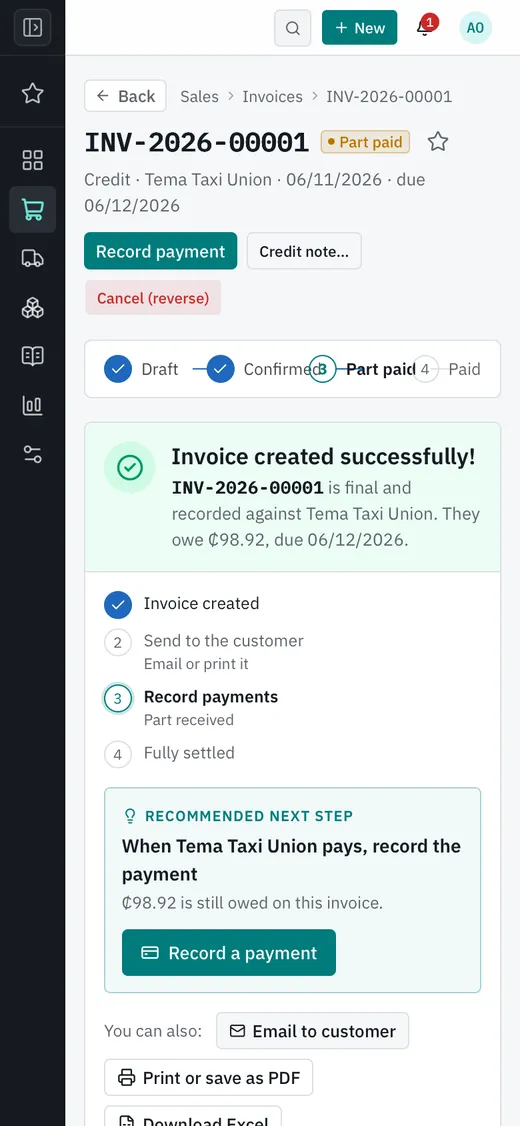 + New
1
AO
Back
Sales > Invoices > INV-2026-00001
INV-2026-00001
Part paid
Credit · Tema Taxi Union · 06/11/2026 · due
06/12/2026
Record payment
Credit note...
Cancel (reverse)
Draft
Confirmed
3
Part paid
4
Paid
Invoice created successfully!
INV-2026-00001 is final and
recorded against Tema Taxi Union. They
owe ₵98.92, due 06/12/2026.
Invoice created
2
Send to the customer
Email or print it
3
Record payments
Part received
4
Fully settled
RECOMMENDED NEXT STEP
When Tema Taxi Union pays, record the
payment
₵98.92 is still owed on this invoice.
Record a payment
You can also:
Email to customer
Print or save as PDF
Download Excel